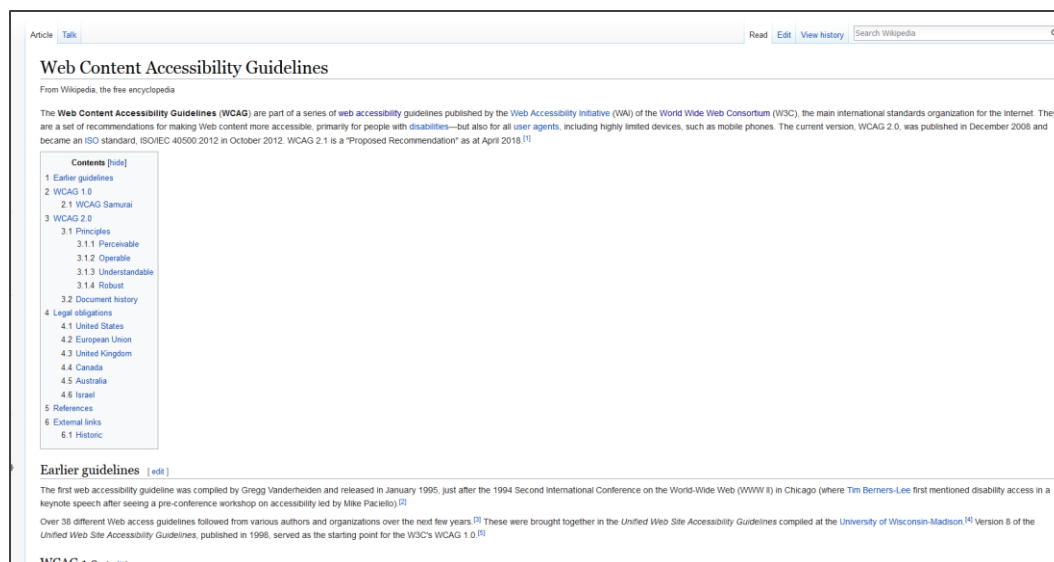 Article Talk Read Edit View history Search Wikipedia
Web Content Accessibility Guidelines
From Wikipedia, the free encyclopedia
The Web Content Accessibility Guidelines (WCAG) are part of a series of web accessibility guidelines published by the Web Accessibility Initiative (WAI) of the World Wide Web Consortium (W3C), the main international standards organization for the Internet. They
are a set of recommendations for making Web content more accessible, primarily for people with disabilities—but also for all user agents, including highly limited devices, such as mobile phones. The current version, WCAG 2.0, was published in December 2008 and
became an ISO standard, ISO/IEC 40500:2012 in October 2012. WCAG 2.1 is a "Proposed Recommendation" as at April 2018.[1]
Contents [hide]
1 Earlier guidelines
2 WCAG 1.0
2.1 WCAG Samurai
3 WCAG 2.0
3.1 Principles
3.1.1 Perceivable
3.1.2 Operable
3.1.3 Understandable
3.1.4 Robust
3.2 Document history
4 Legal obligations
4.1 United States
4.2 European Union
4.3 United Kingdom
4.4 Canada
4.5 Australia
4.6 Israel
5 References
6 External links
6.1 Historic
Earlier guidelines [ edit ]
The first web accessibility guideline was compiled by Gregg Vanderheiden and released in January 1995, just after the 1994 Second International Conference on the World-Wide Web (WWW II) in Chicago (where Tim Berners-Lee first mentioned disability access in a
keynote speech after seeing a pre-conference workshop on accessibility led by Mike Paciello).[2]
Over 38 different Web access guidelines followed from various authors and organizations over the next few years.[3] These were brought together in the Unified Web Site Accessibility Guidelines compiled at the University of Wisconsin-Madison.[4] Version 8 of the
Unified Web Site Accessibility Guidelines, published in 1998, served as the starting point for the W3C's WCAG 1.0.[5]